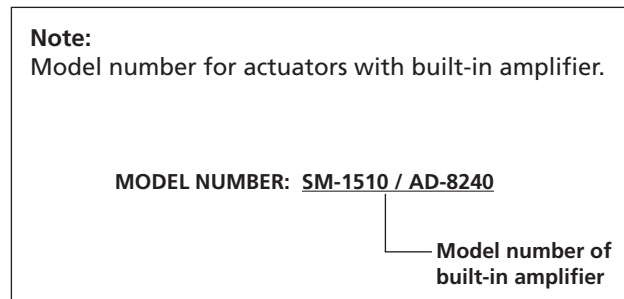 Note:
Model number for actuators with built-in amplifier.
MODEL NUMBER: SM-1510 / AD-8240
Model number of
built-in amplifier